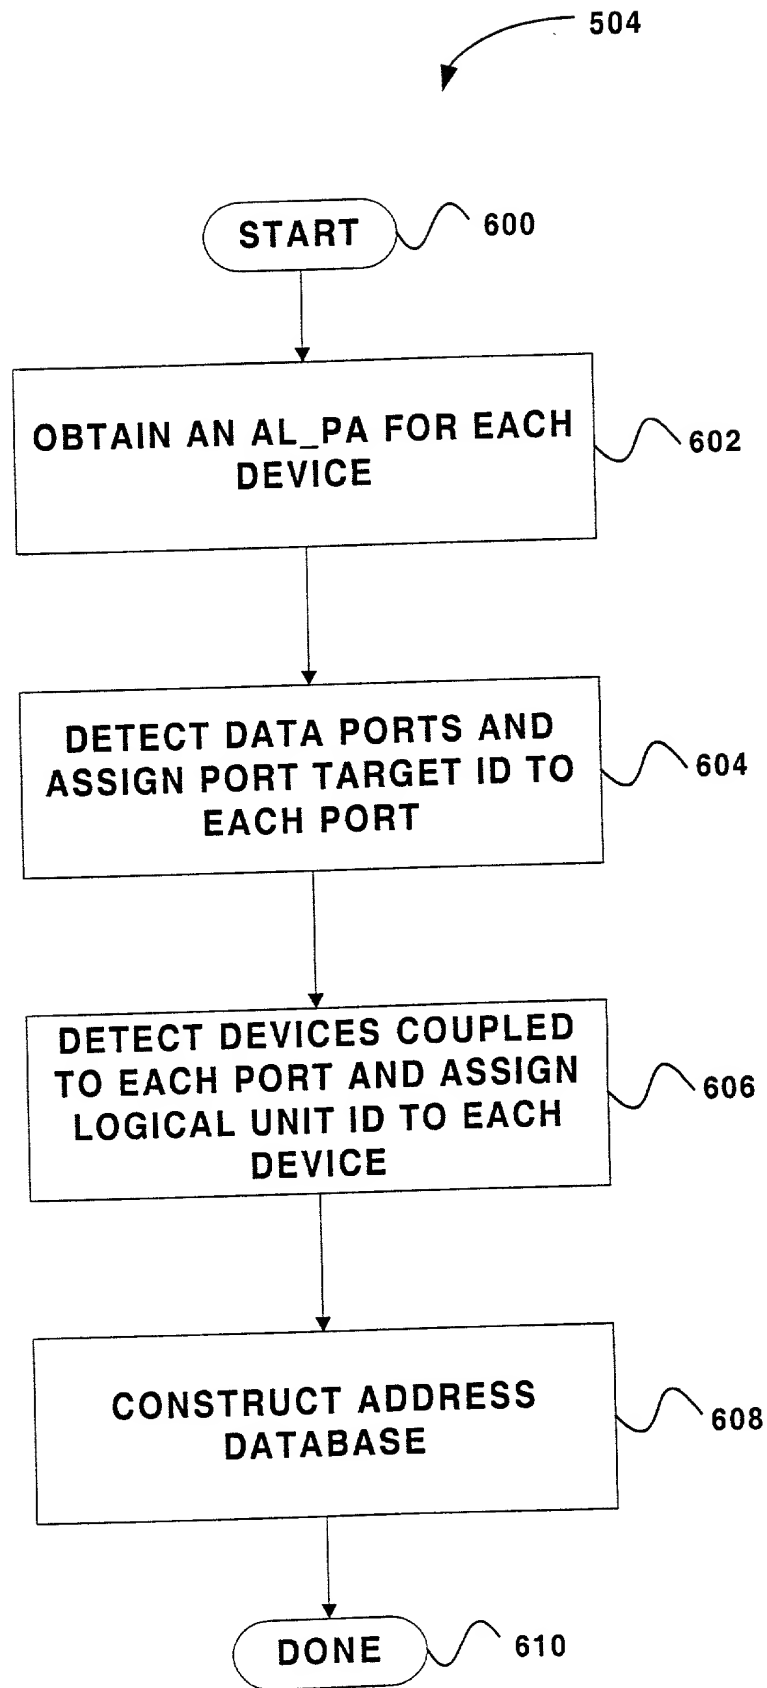 504
START
600
OBTAIN AN AL_PA FOR EACH
DEVICE
602
DETECT DATA PORTS AND
ASSIGN PORT TARGET ID TO
EACH PORT
604
DETECT DEVICES COUPLED
TO EACH PORT AND ASSIGN
LOGICAL UNIT ID TO EACH
DEVICE
606
CONSTRUCT ADDRESS
DATABASE
608
DONE
610